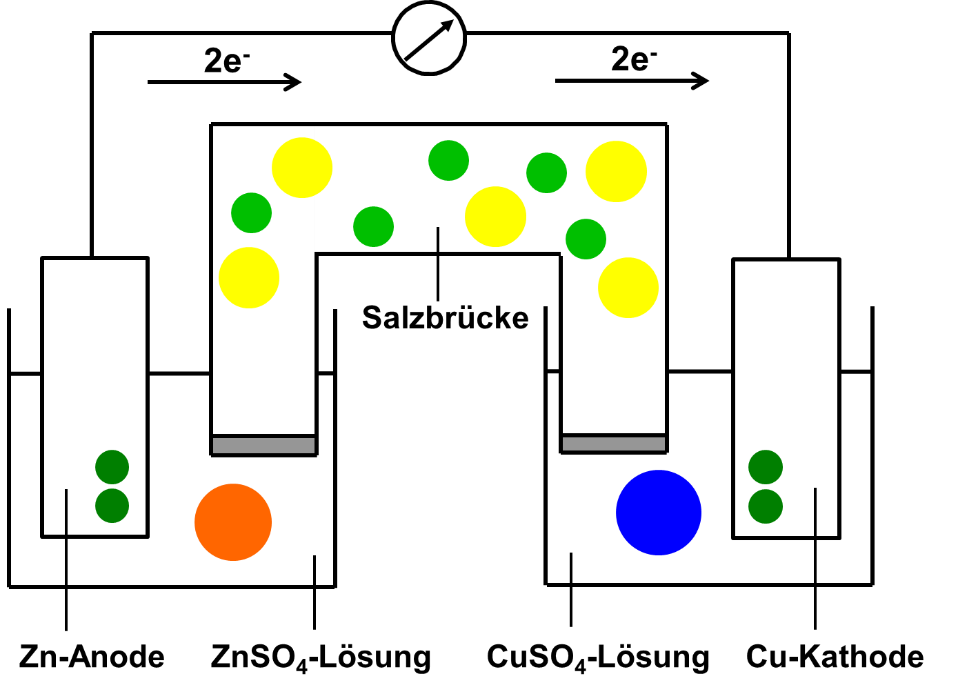 2e⁻
2e⁻
Salzbrücke
Zn-Anode
ZnSO₄-Lösung
CuSO₄-Lösung
Cu-Kathode